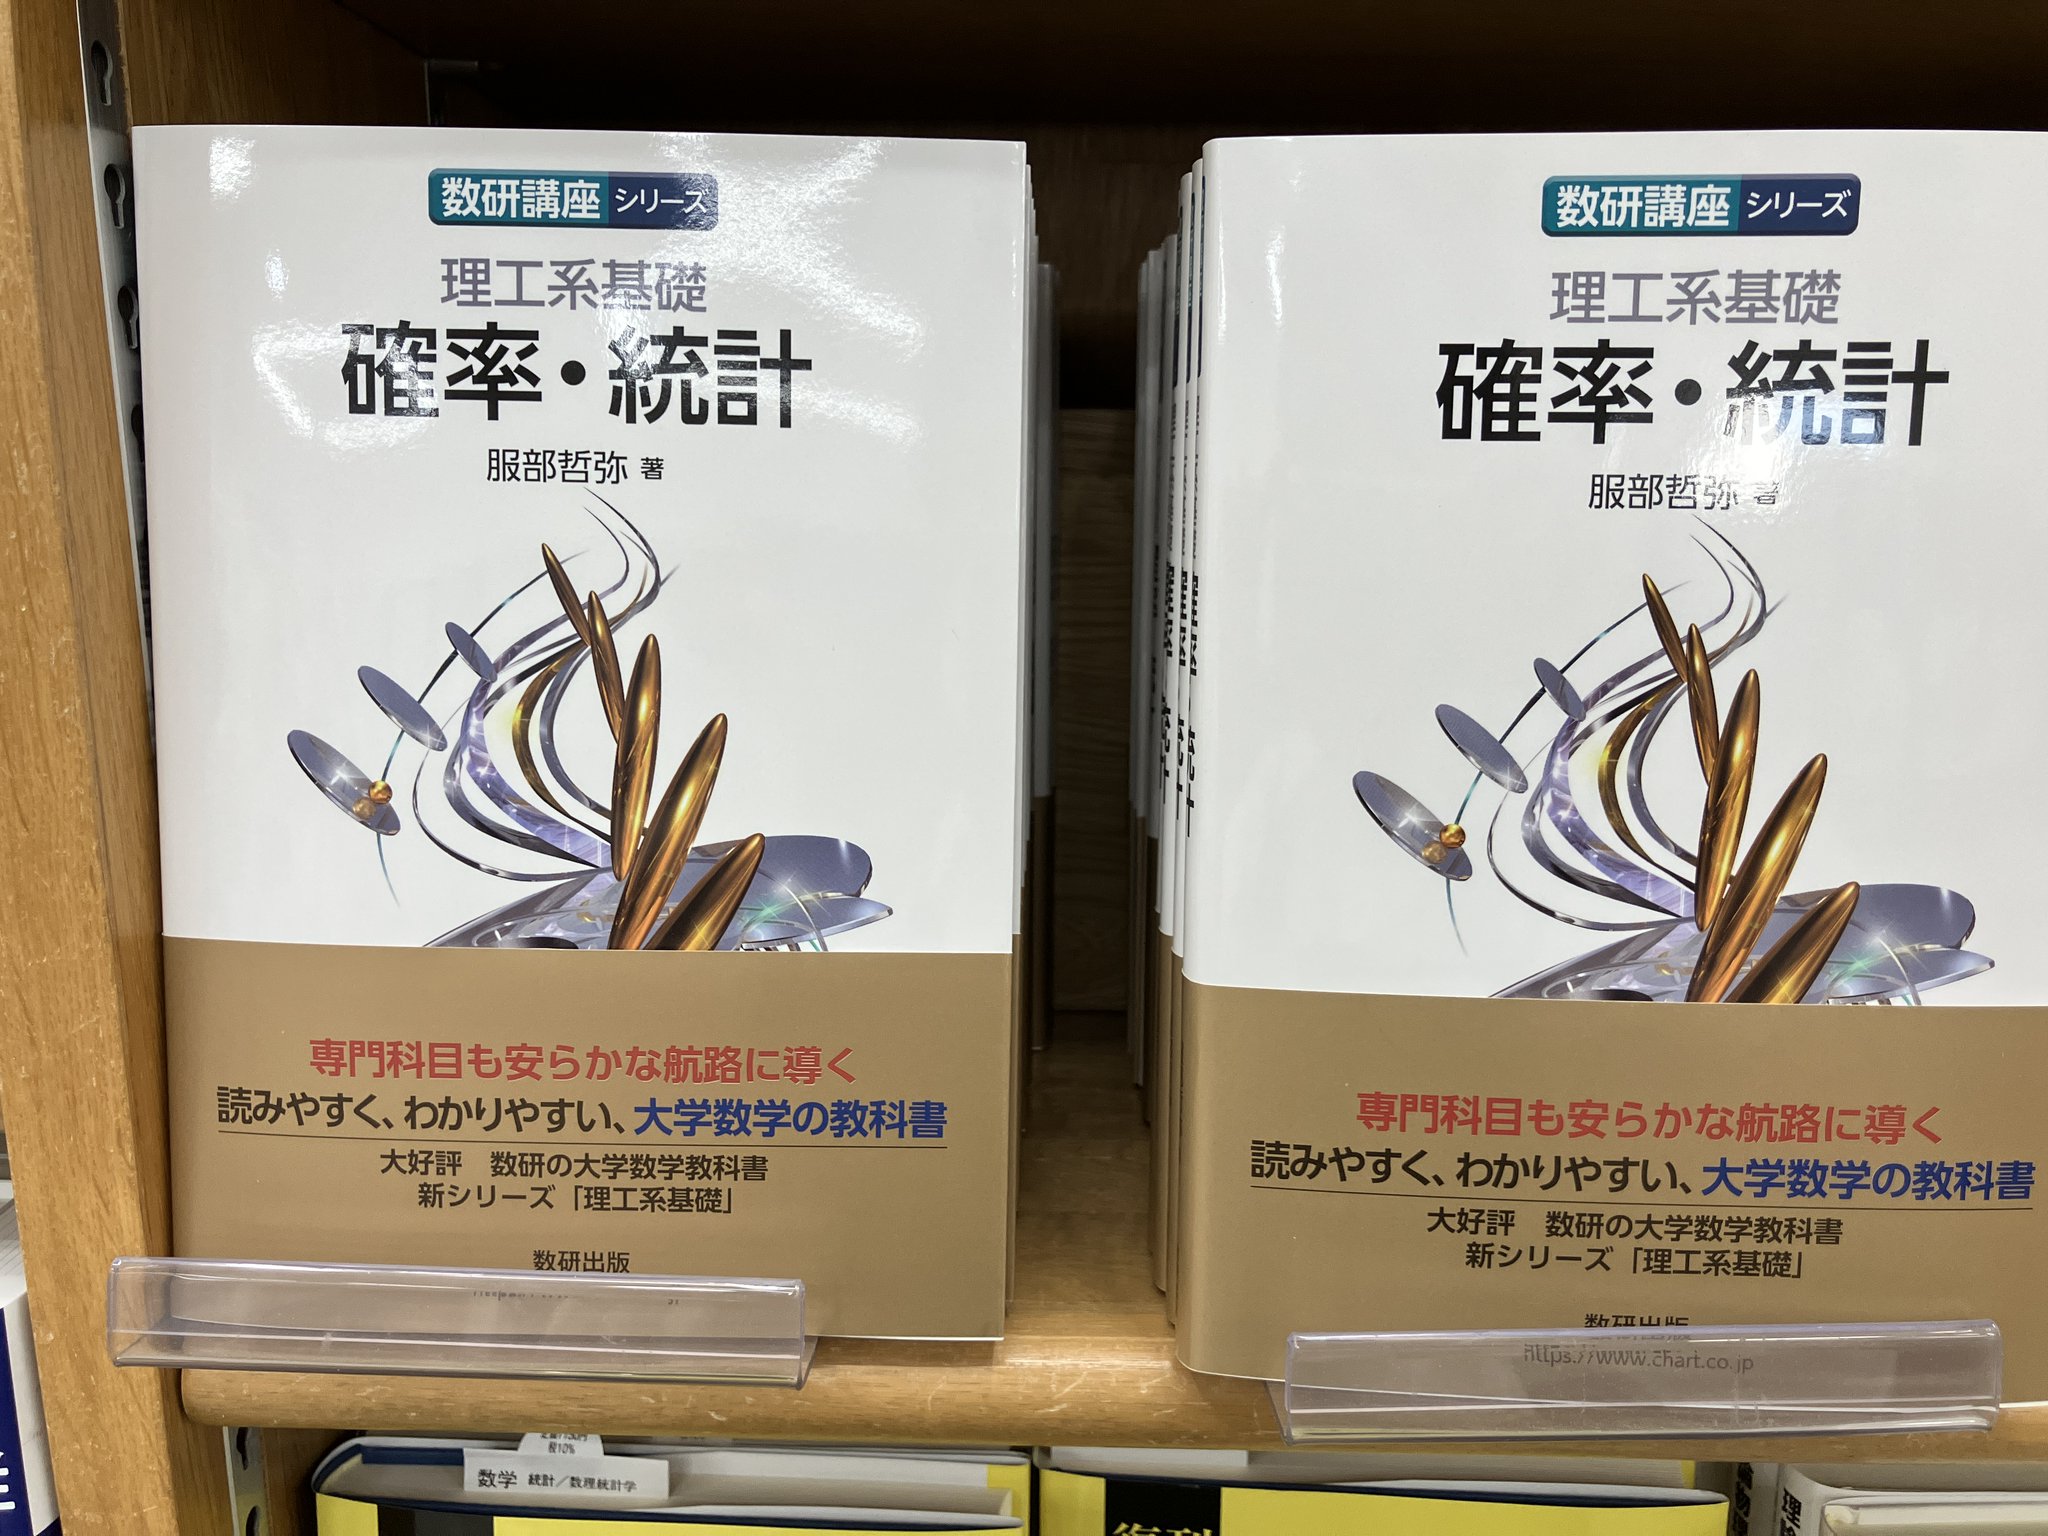 数研講座 シリーズ
理工系基礎
確率・統計
服部哲弥 著
専門科目も安らかな航路に導く
読みやすく、わかりやすい、大学数学の教科書
大好評 数研の大学数学教科書
新シリーズ「理工系基礎」
数研出版
数研講座 シリーズ
理工系基礎
確率・統計
服部哲弥 著
専門科目も安らかな航路に導く
読みやすく、わかりやすい、大学数学の教科書
大好評 数研の大学数学教科書
新シリーズ「理工系基礎」
数研出版
https://www.chart.co.jp
税10%
数学 統計/数理統計学